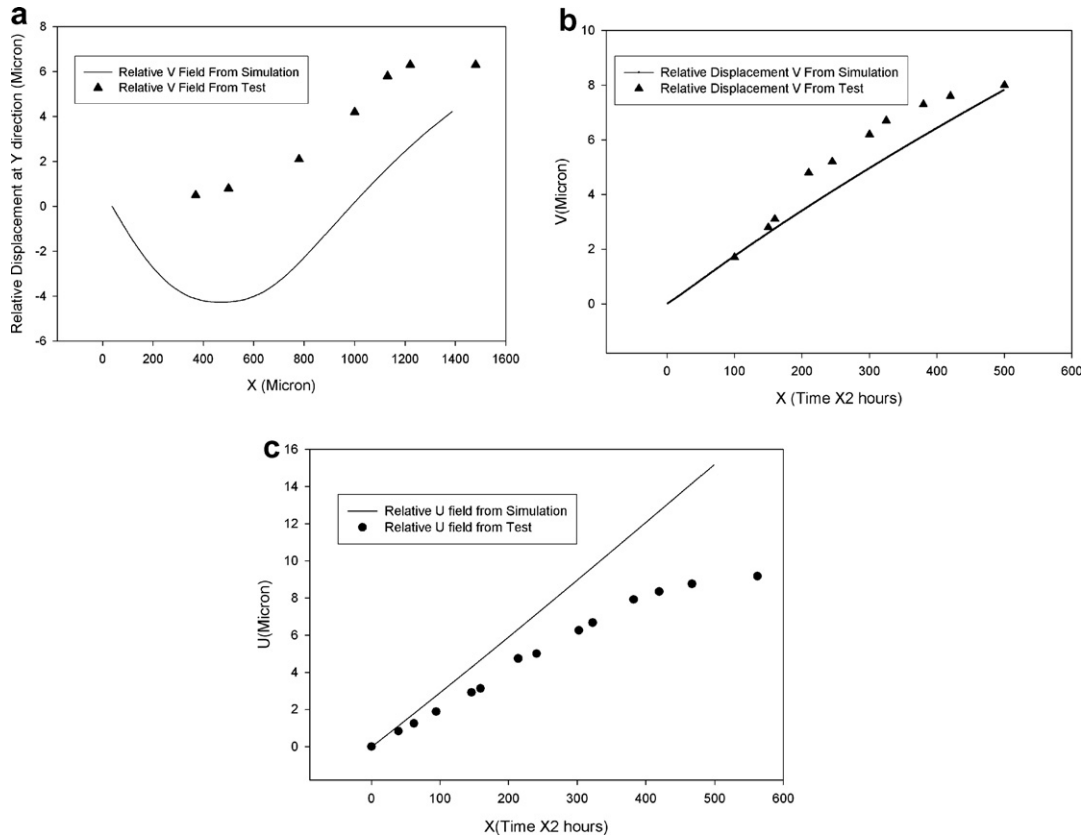 a
8
6
4
2
0
-2
-4
-6
Relative Displacement at Y direction (Micron)
Relative V Field From Simulation
Relative V Field From Test
0 200 400 600 800 1000 1200 1400 1600
X (Micron)
b
10
8
6
4
2
0
V(Micron)
Relative Displacement V From Simulation
Relative Displacement V From Test
0 100 200 300 400 500 600
X (Time X2 hours)
c
16
14
12
10
8
6
4
2
0
U(Micron)
Relative U field from Simulation
Relative U field from Test
0 100 200 300 400 500 600
X(Time X2 hours)